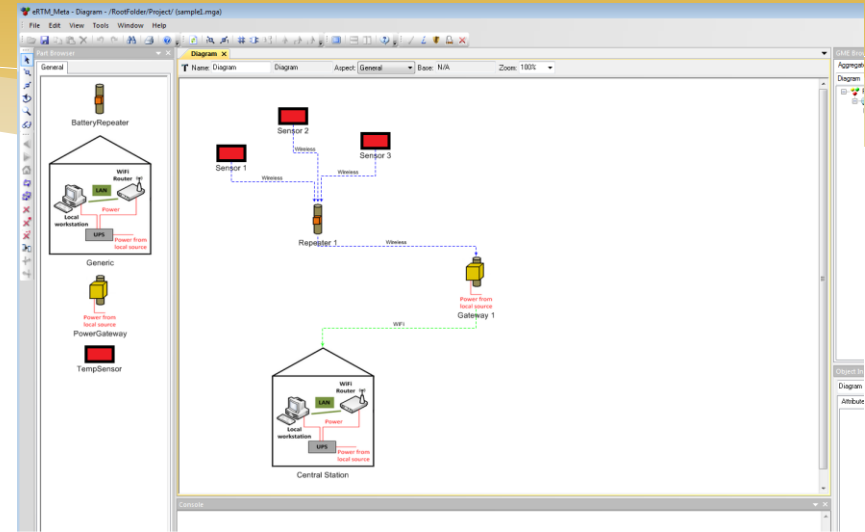 eRTM_Meta - Diagram - /RootFolder/Project/ (sample1.mga)
File Edit View Tools Window Help
Part Browser
General
BatteryRepeater
WiFi
Router
LAN
Power
Local
workstation
UPS
Power from
local source
Generic
Power from
local source
PowerGateway
TempSensor
Diagram X
Name: Diagram Diagram Aspect: General Base: N/A Zoom: 100%
Sensor 2
Wireless
Sensor 3
Sensor 1
Wireless
Wireless
Repeater 1
Wireless
Power from
local source
Gateway 1
WiFi
WiFi
Router
LAN
Power
Local
workstation
UPS
Power from
local source
Central Station
Console
GME Brow
Aggregat
Diagram
Object In
Diagram
Attribute